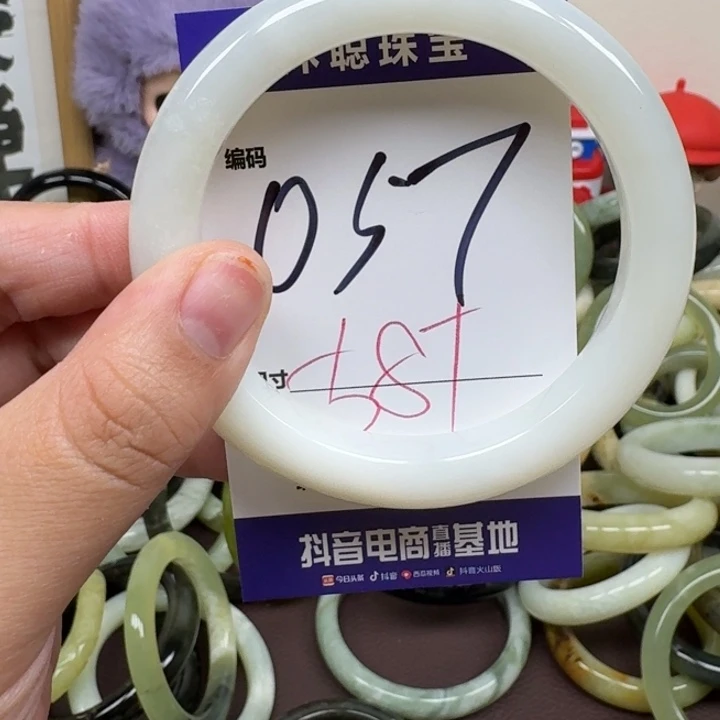 聪珠宝
编码
057
寸
抖音电商直播基地
今日头条 抖音 西瓜视频 抖音火山版